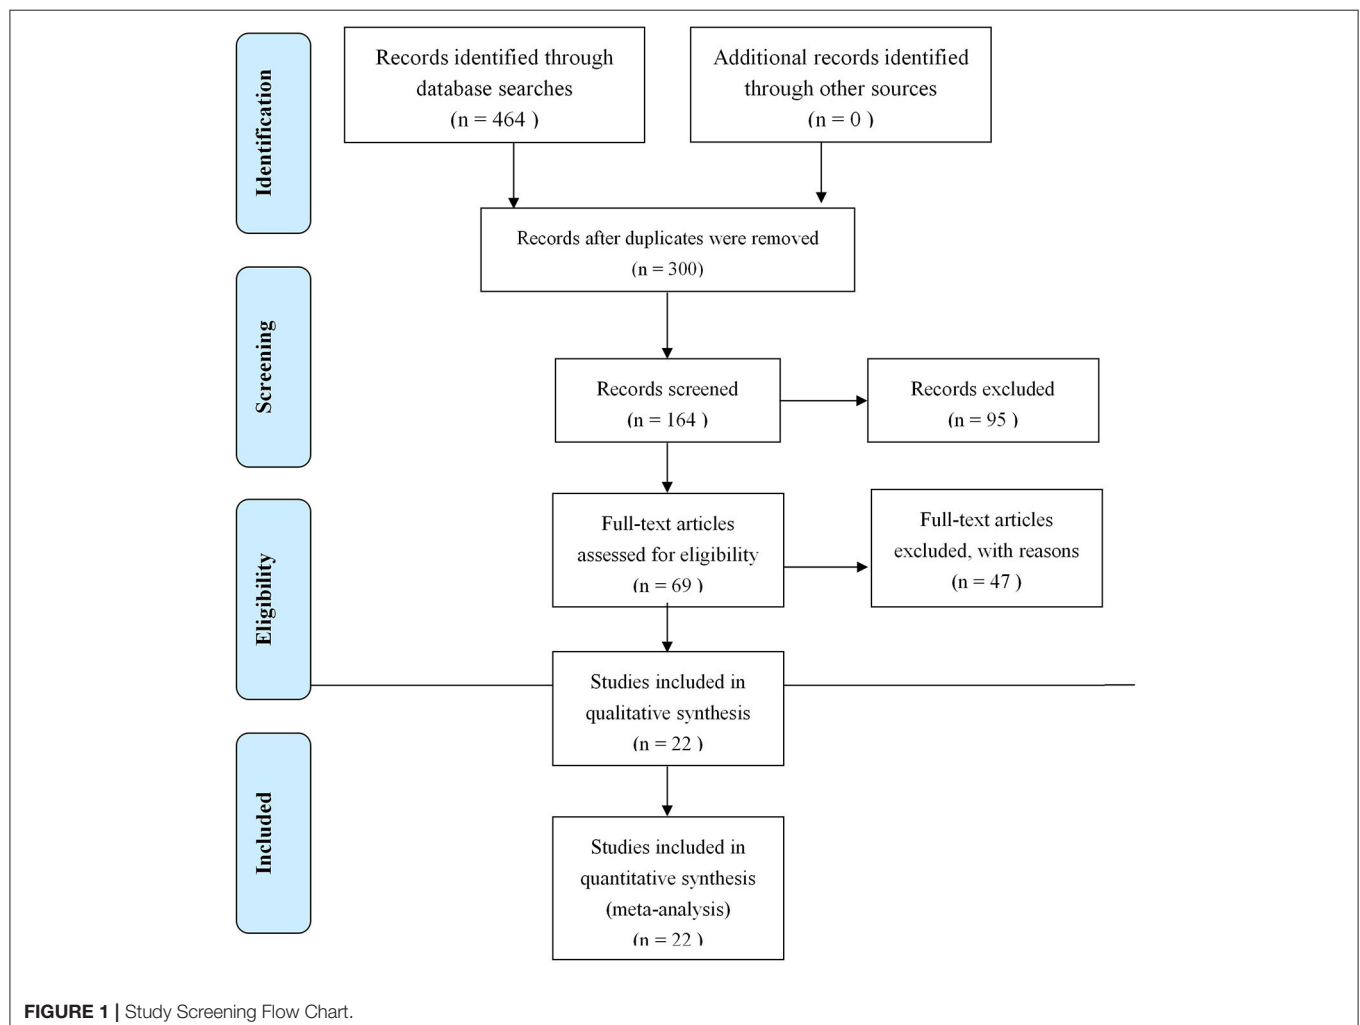 Identification
Records identified through
database searches
(n = 464 )
Additional records identified
through other sources
(n = 0 )
Records after duplicates were removed
(n = 300)
Screening
Records screened
(n = 164 )
Records excluded
(n = 95 )
Eligibility
Full-text articles
assessed for eligibility
(n = 69 )
Full-text articles
excluded, with reasons
(n = 47 )
Studies included in
qualitative synthesis
(n = 22 )
Included
Studies included in
quantitative synthesis
(meta-analysis)
(n = 22 )
FIGURE 1 | Study Screening Flow Chart.